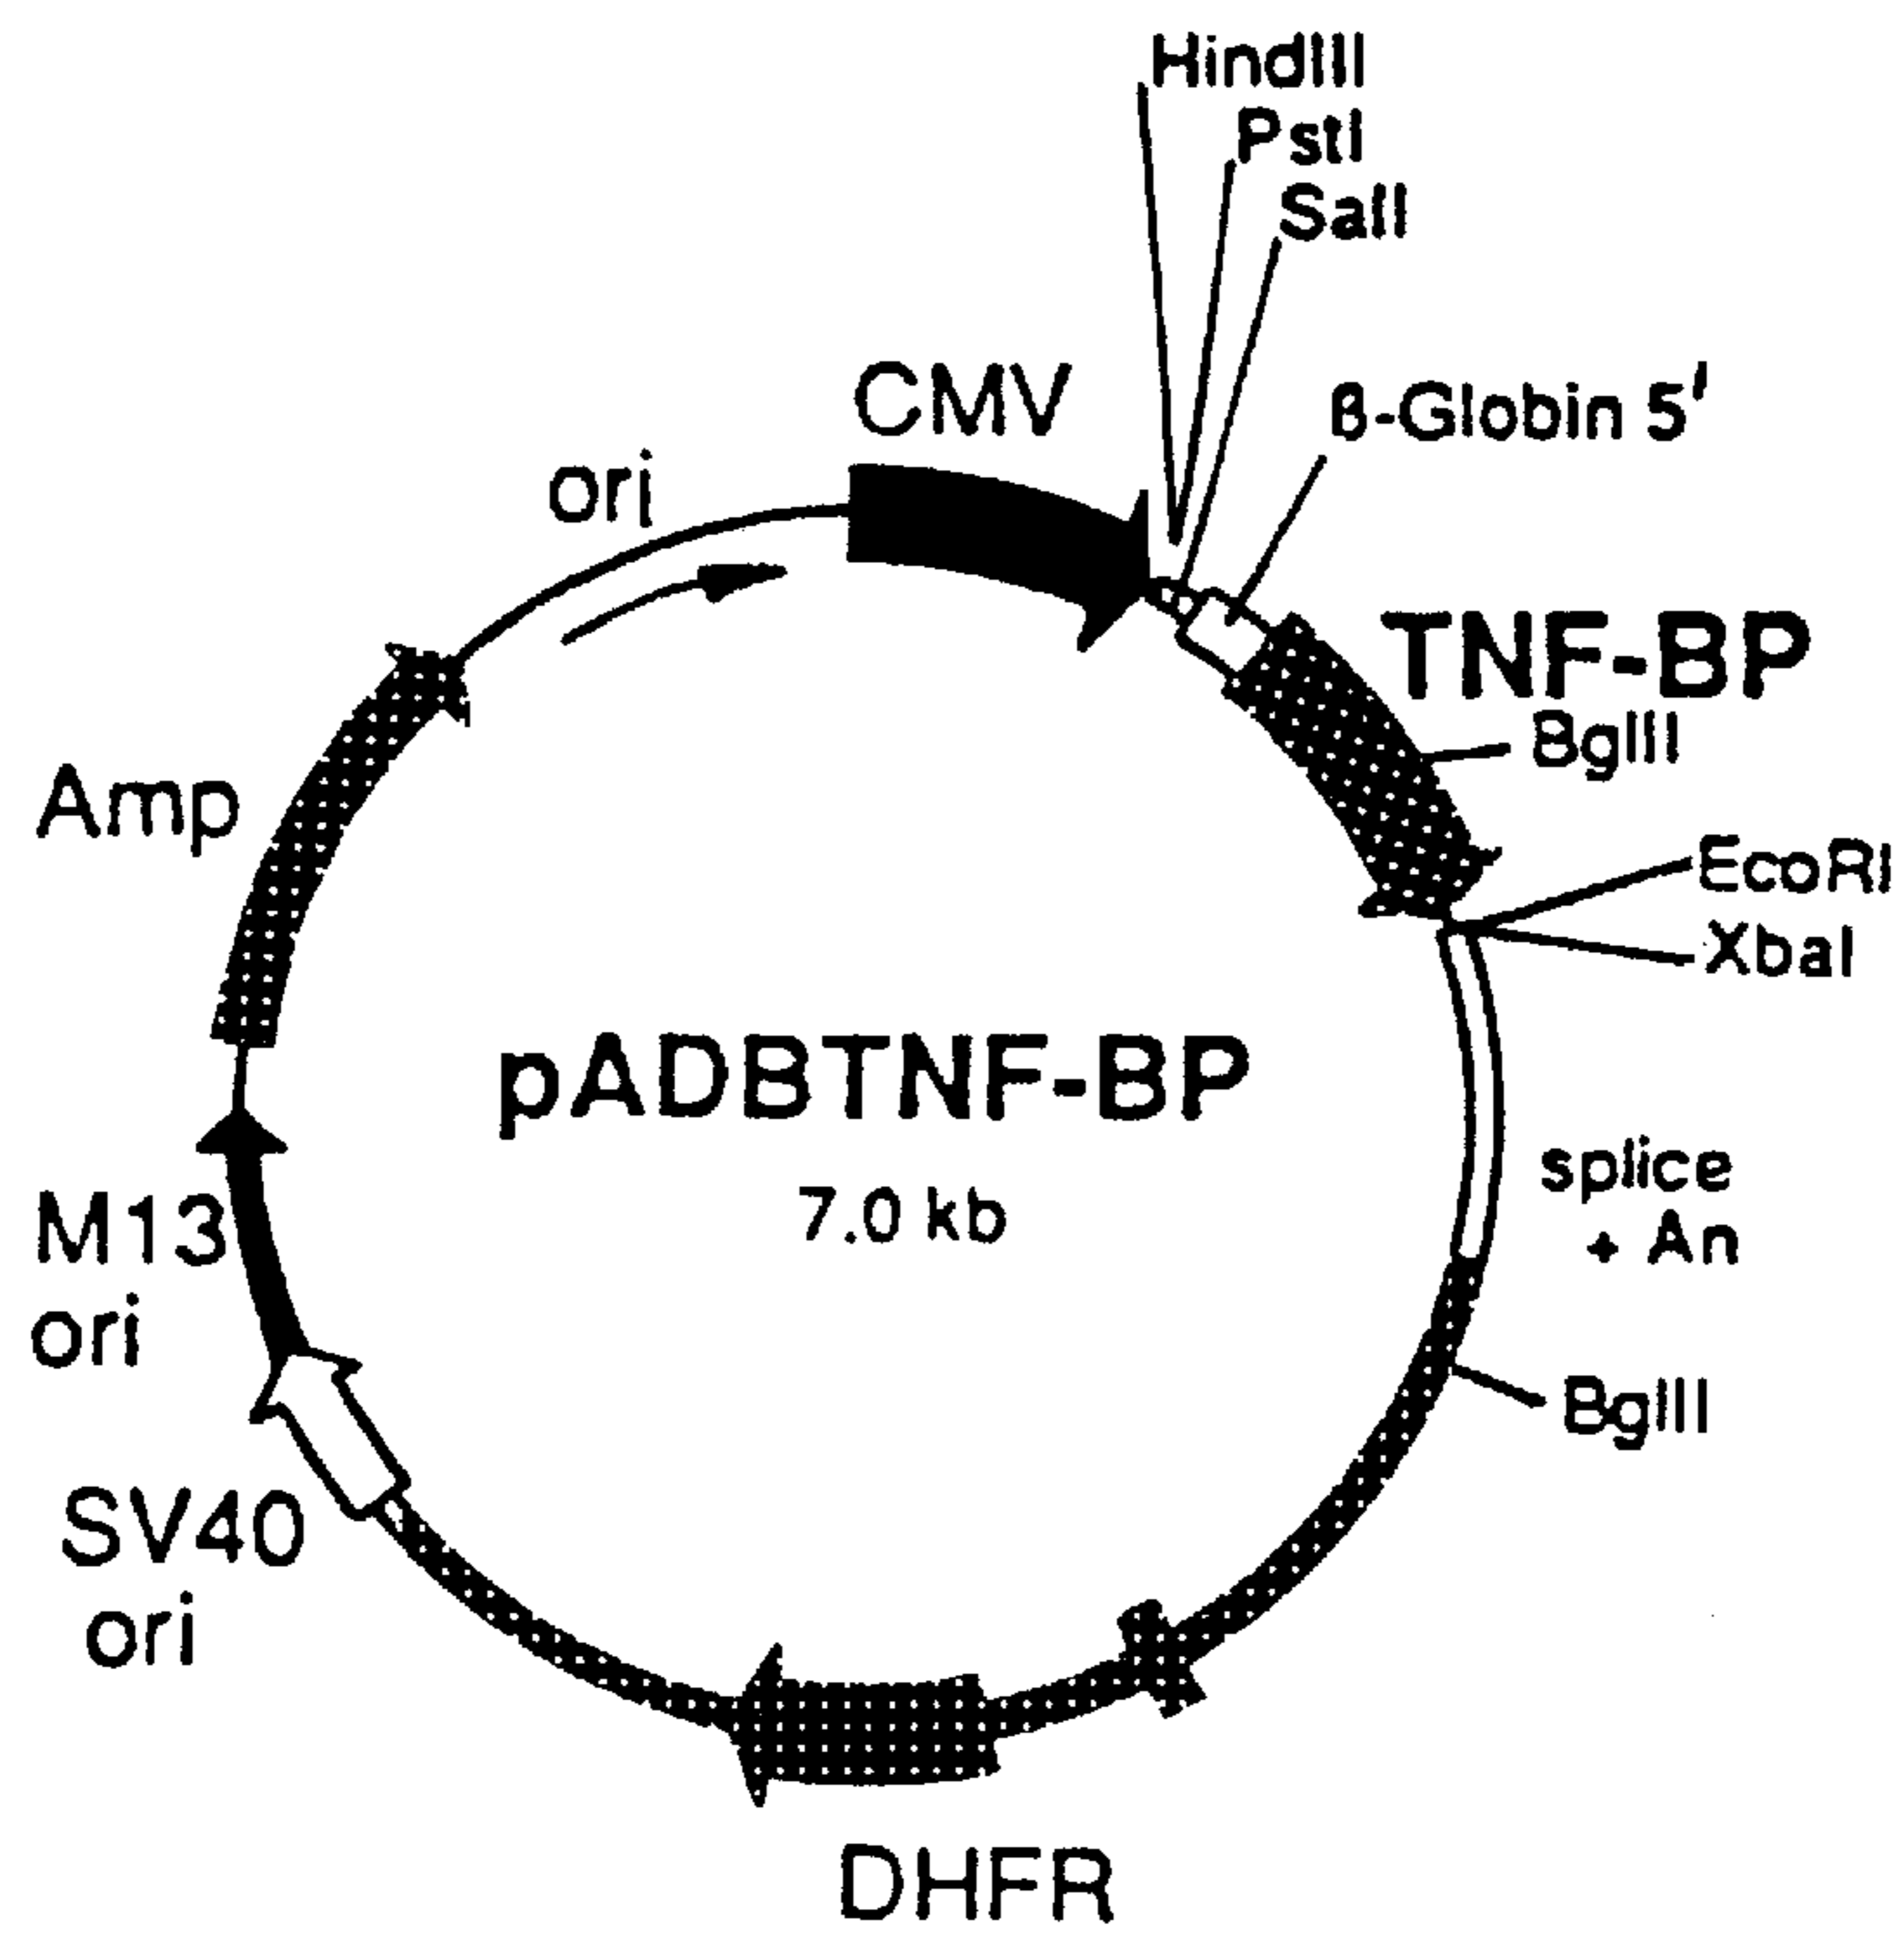 HindIII
PstI
SalI
CMV
β-Globin 5'
ori
TNF-BP
BglII
Amp
EcoRI
XbaI
pADBTNF-BP
7.0 kb
splice
+ An
M13
ori
BglII
SV40
ori
DHFR